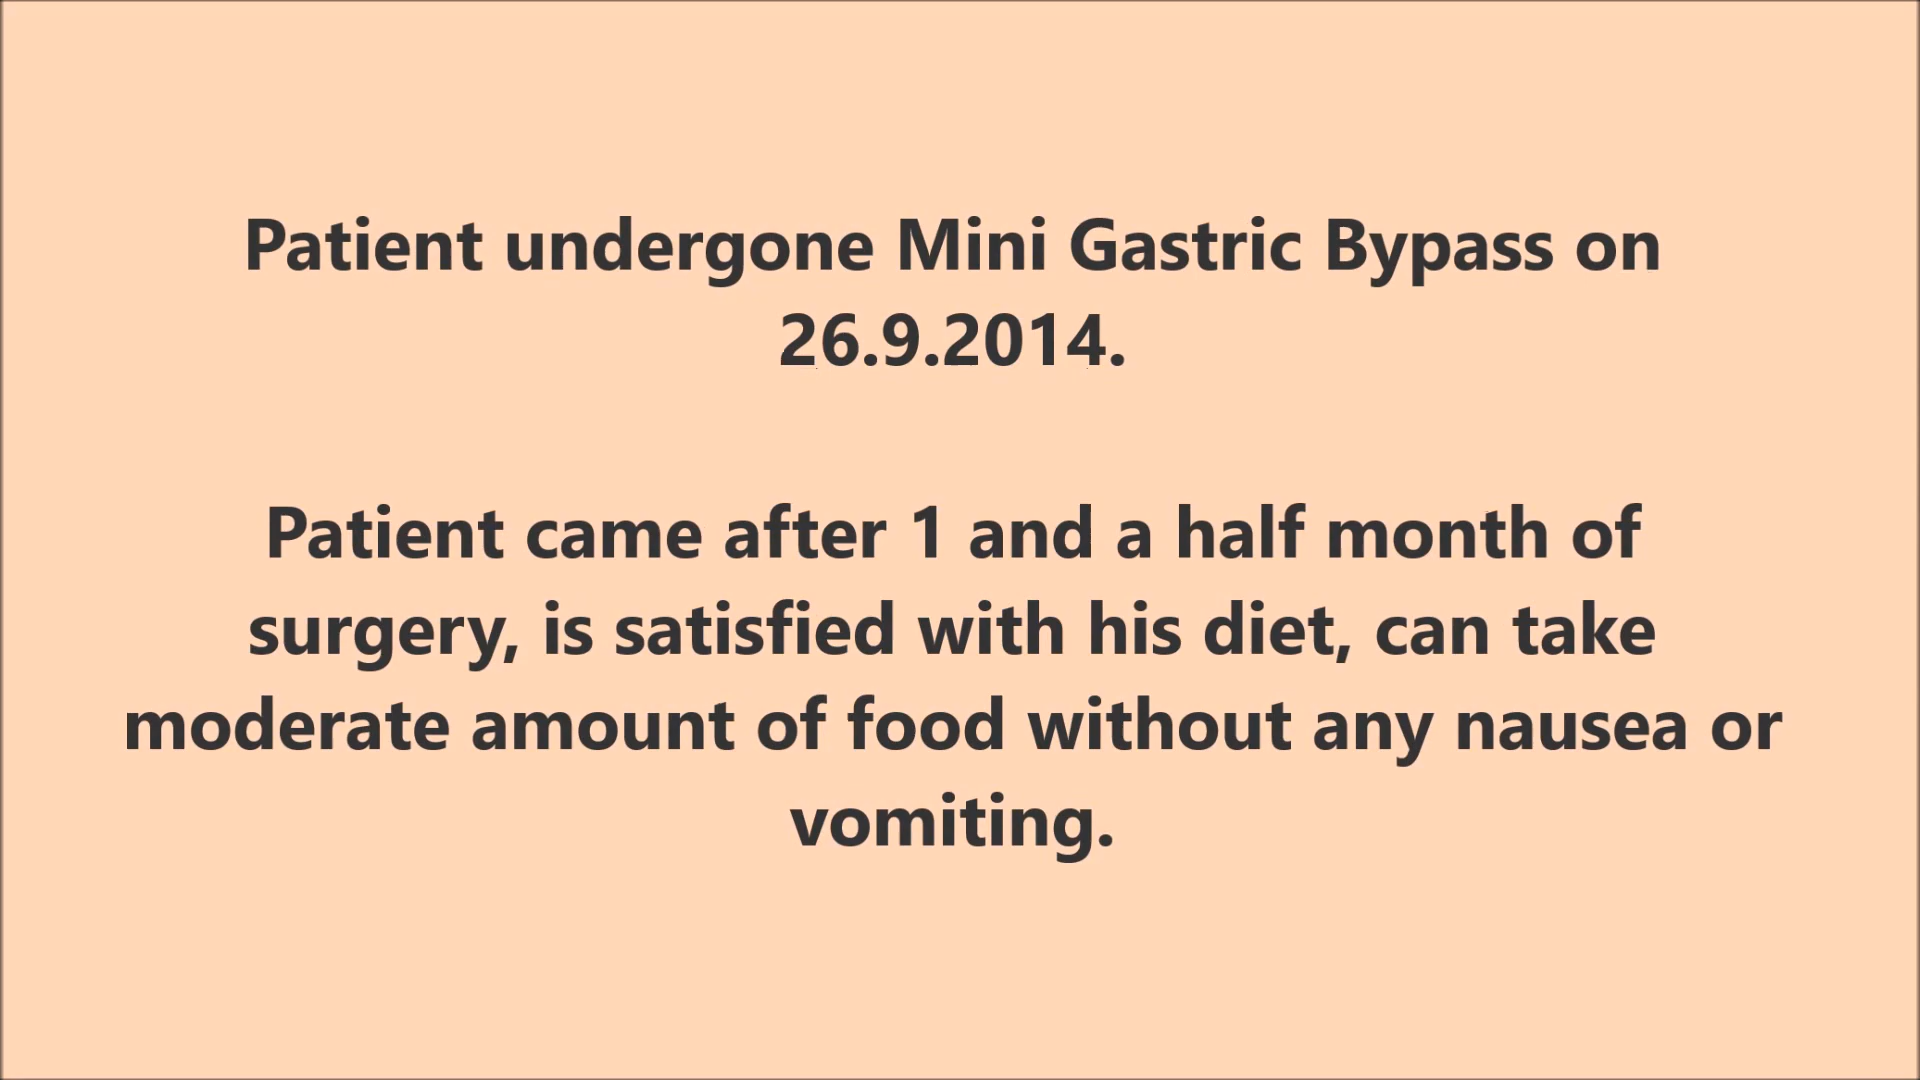 Patient undergone Mini Gastric Bypass on
26.9.2014.
Patient came after 1 and a half month of
surgery, is satisfied with his diet, can take
moderate amount of food without any nausea or
vomiting.